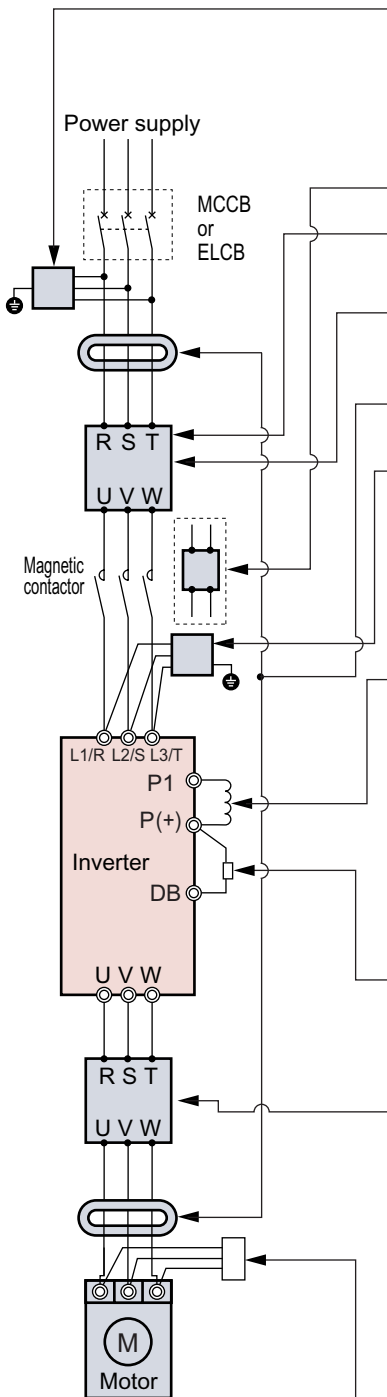 Power supply
MCCB
or
ELCB
R S T
U V W
Magnetic
contactor
L1/R L2/S L3/T
P1
P(+)
Inverter
DB
U V W
R S T
U V W
M
Motor